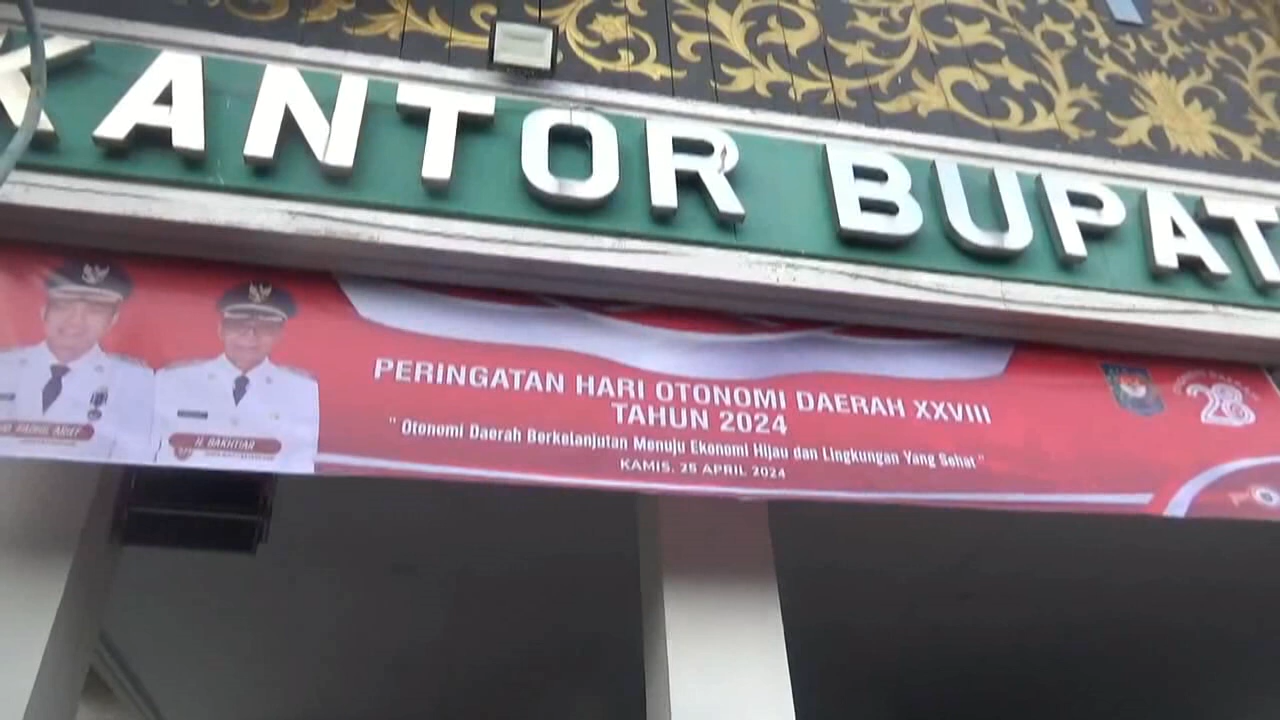 KANTOR BUPAT
PERINGATAN HARI OTONOMI DAERAH XXVIII
TAHUN 2024
" Otonomi Daerah Berkelanjutan Menuju Ekonomi Hijau dan Lingkungan Yang Sehat"
KAMIS, 25 APRIL 2024
H. BAKHTIAR
28